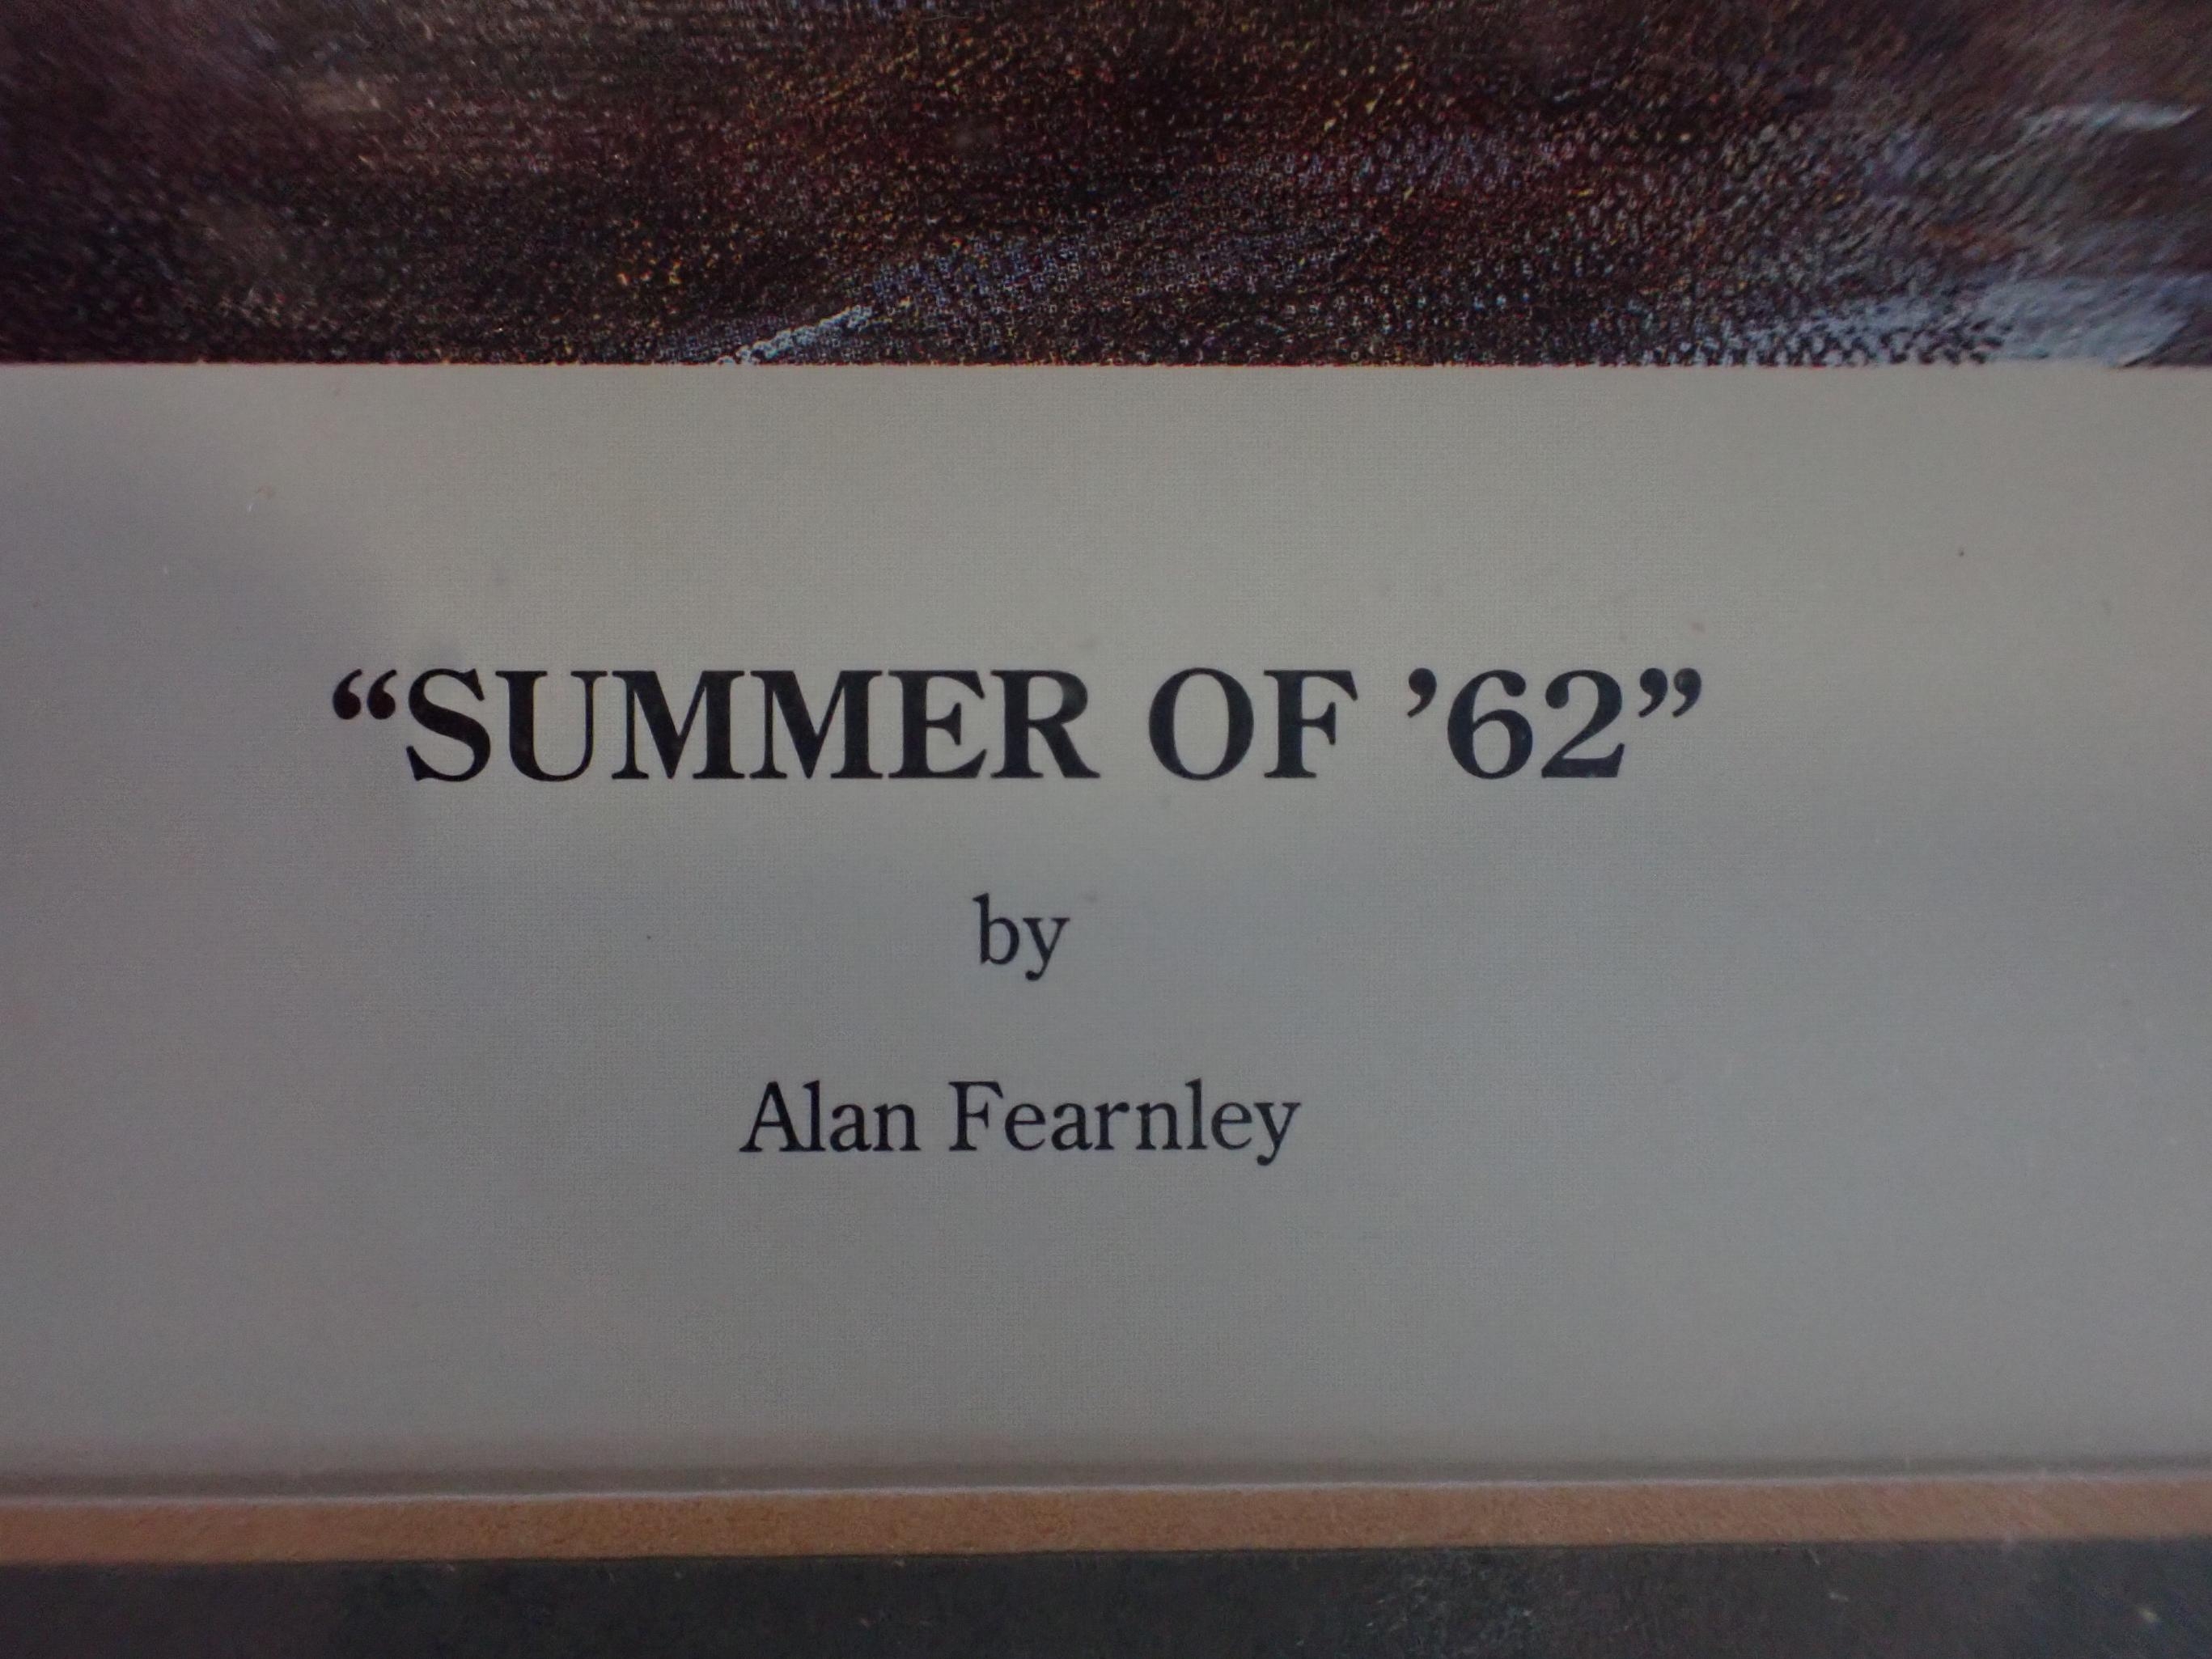 “SUMMER OF ’62”
by
Alan Fearnley